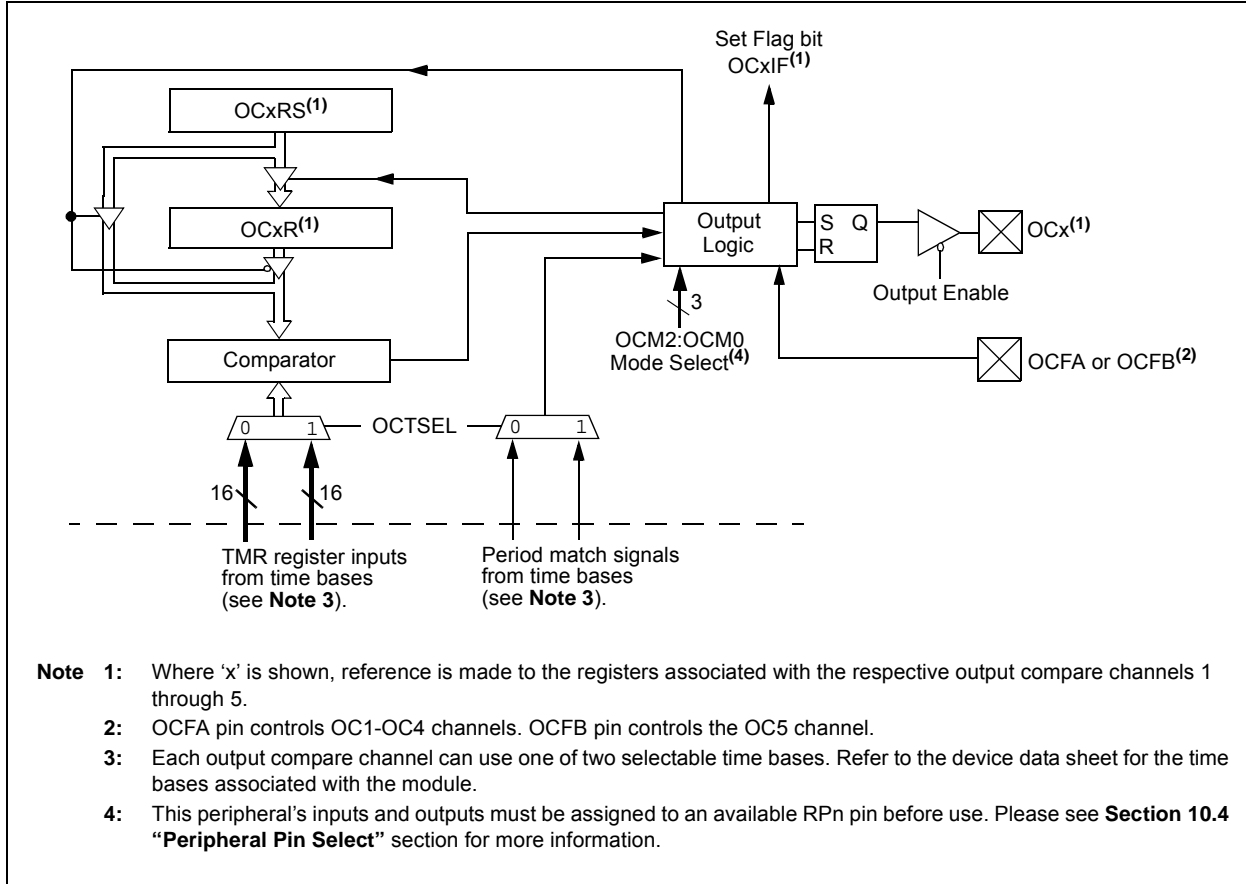 Set Flag bit
OCxIF(1)
OCxRS(1)
OCxR(1)
Output
Logic
S Q
R
OCx(1)
Output Enable
3
OCM2:OCM0
Mode Select(4)
Comparator
OCFA or OCFB(2)
0 1
OCTSEL
0 1
16
16
TMR register inputs
from time bases
(see Note 3).
Period match signals
from time bases
(see Note 3).
Note 1: Where ‘x’ is shown, reference is made to the registers associated with the respective output compare channels 1
through 5.
2: OCFA pin controls OC1-OC4 channels. OCFB pin controls the OC5 channel.
3: Each output compare channel can use one of two selectable time bases. Refer to the device data sheet for the time
bases associated with the module.
4: This peripheral’s inputs and outputs must be assigned to an available RPn pin before use. Please see Section 10.4
“Peripheral Pin Select” section for more information.